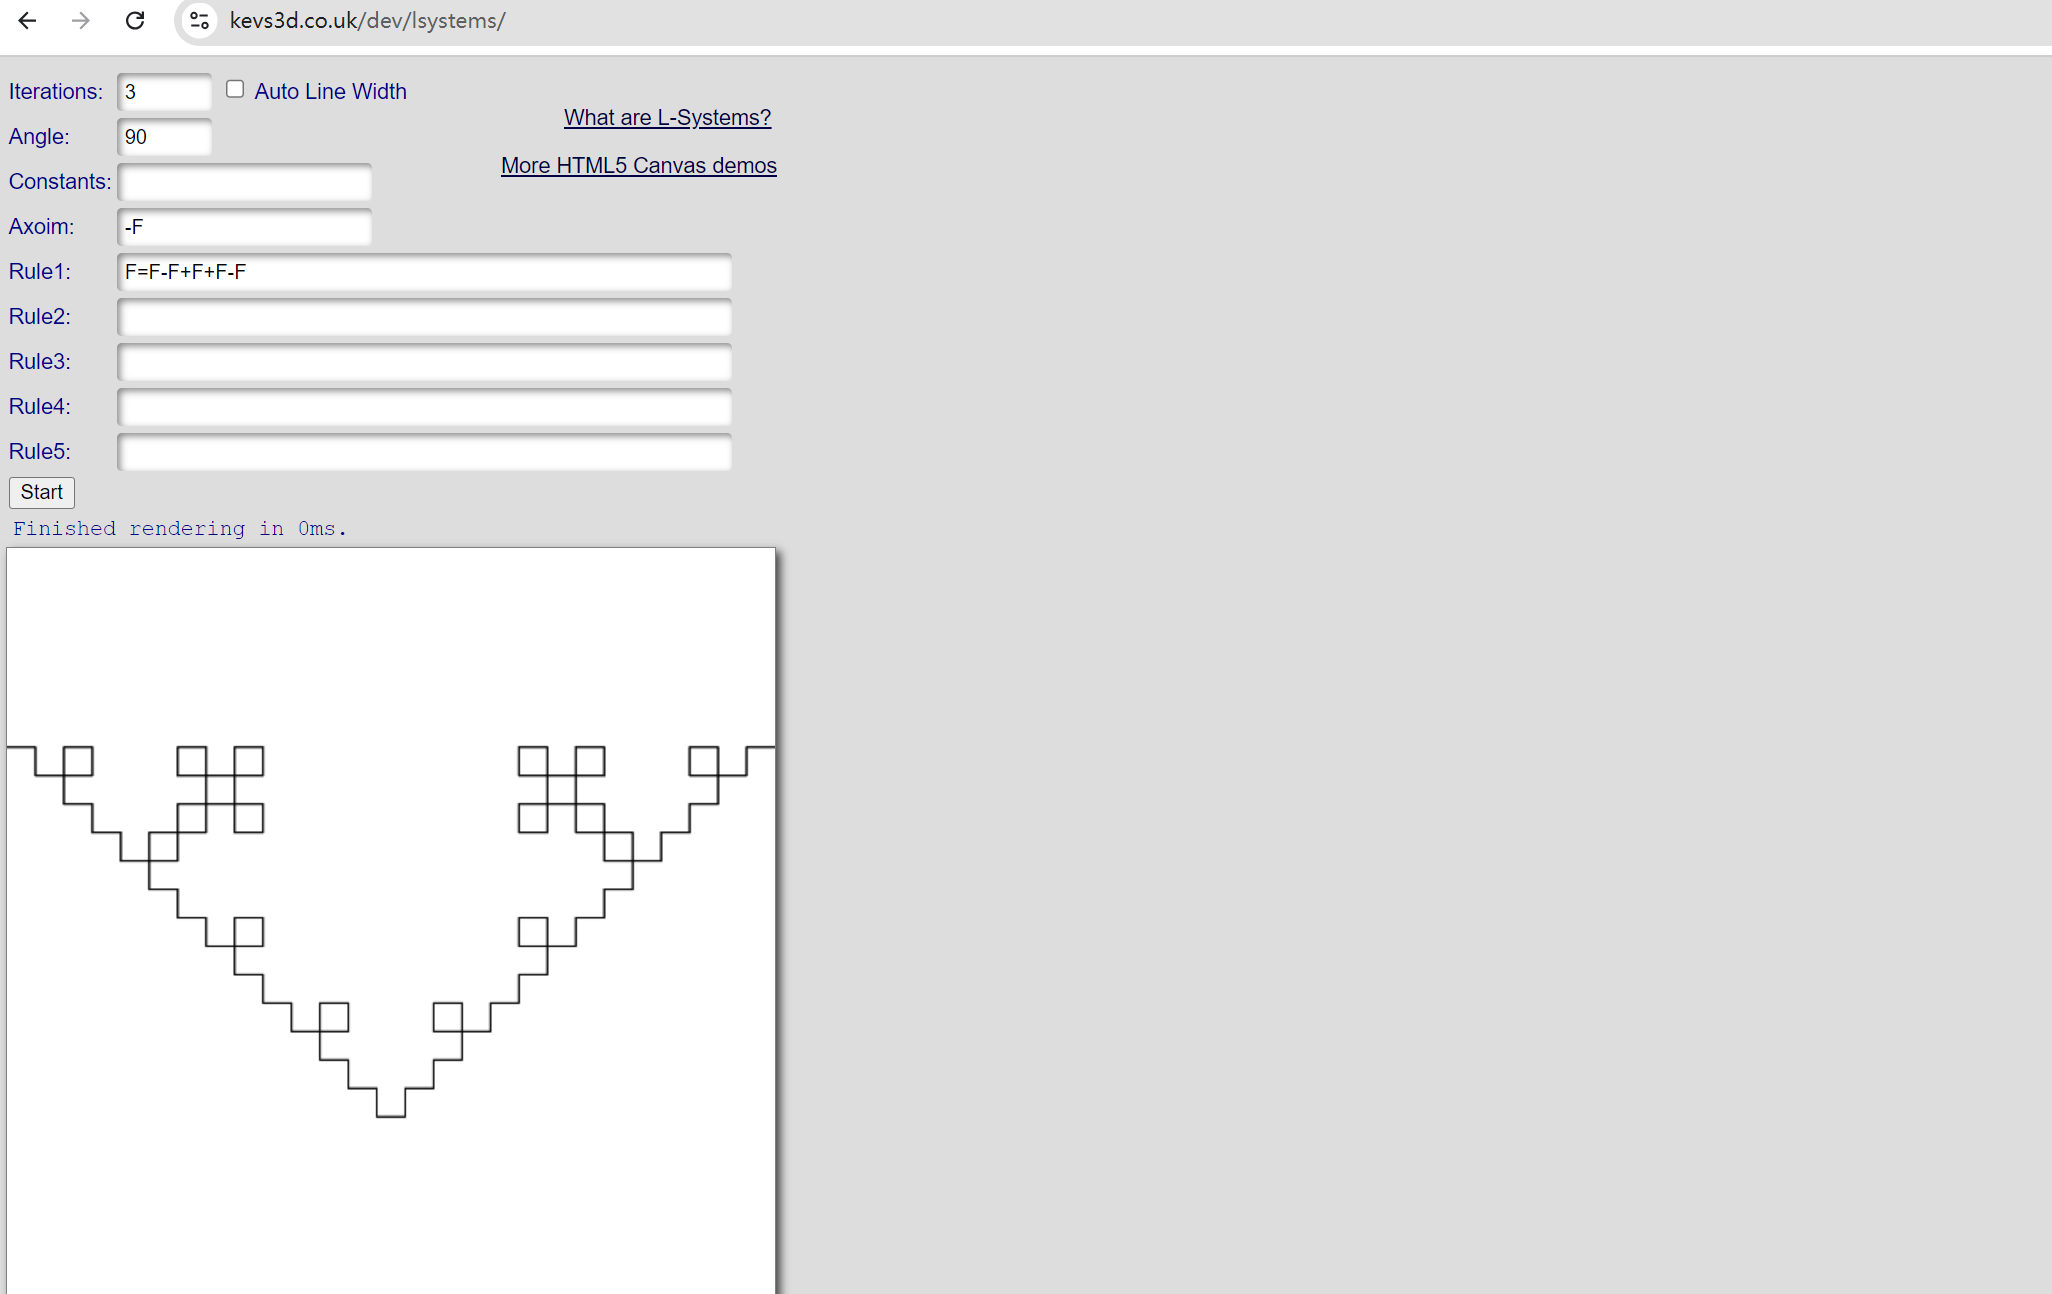 kevs3d.co.uk/dev/lsystems/
Iterations: 3 Auto Line Width
What are L-Systems?
Angle: 90
More HTML5 Canvas demos
Constants:
Axoim: -F
Rule1: F=F-F+F+F-F
Rule2:
Rule3:
Rule4:
Rule5:
Start
Finished rendering in 0ms.